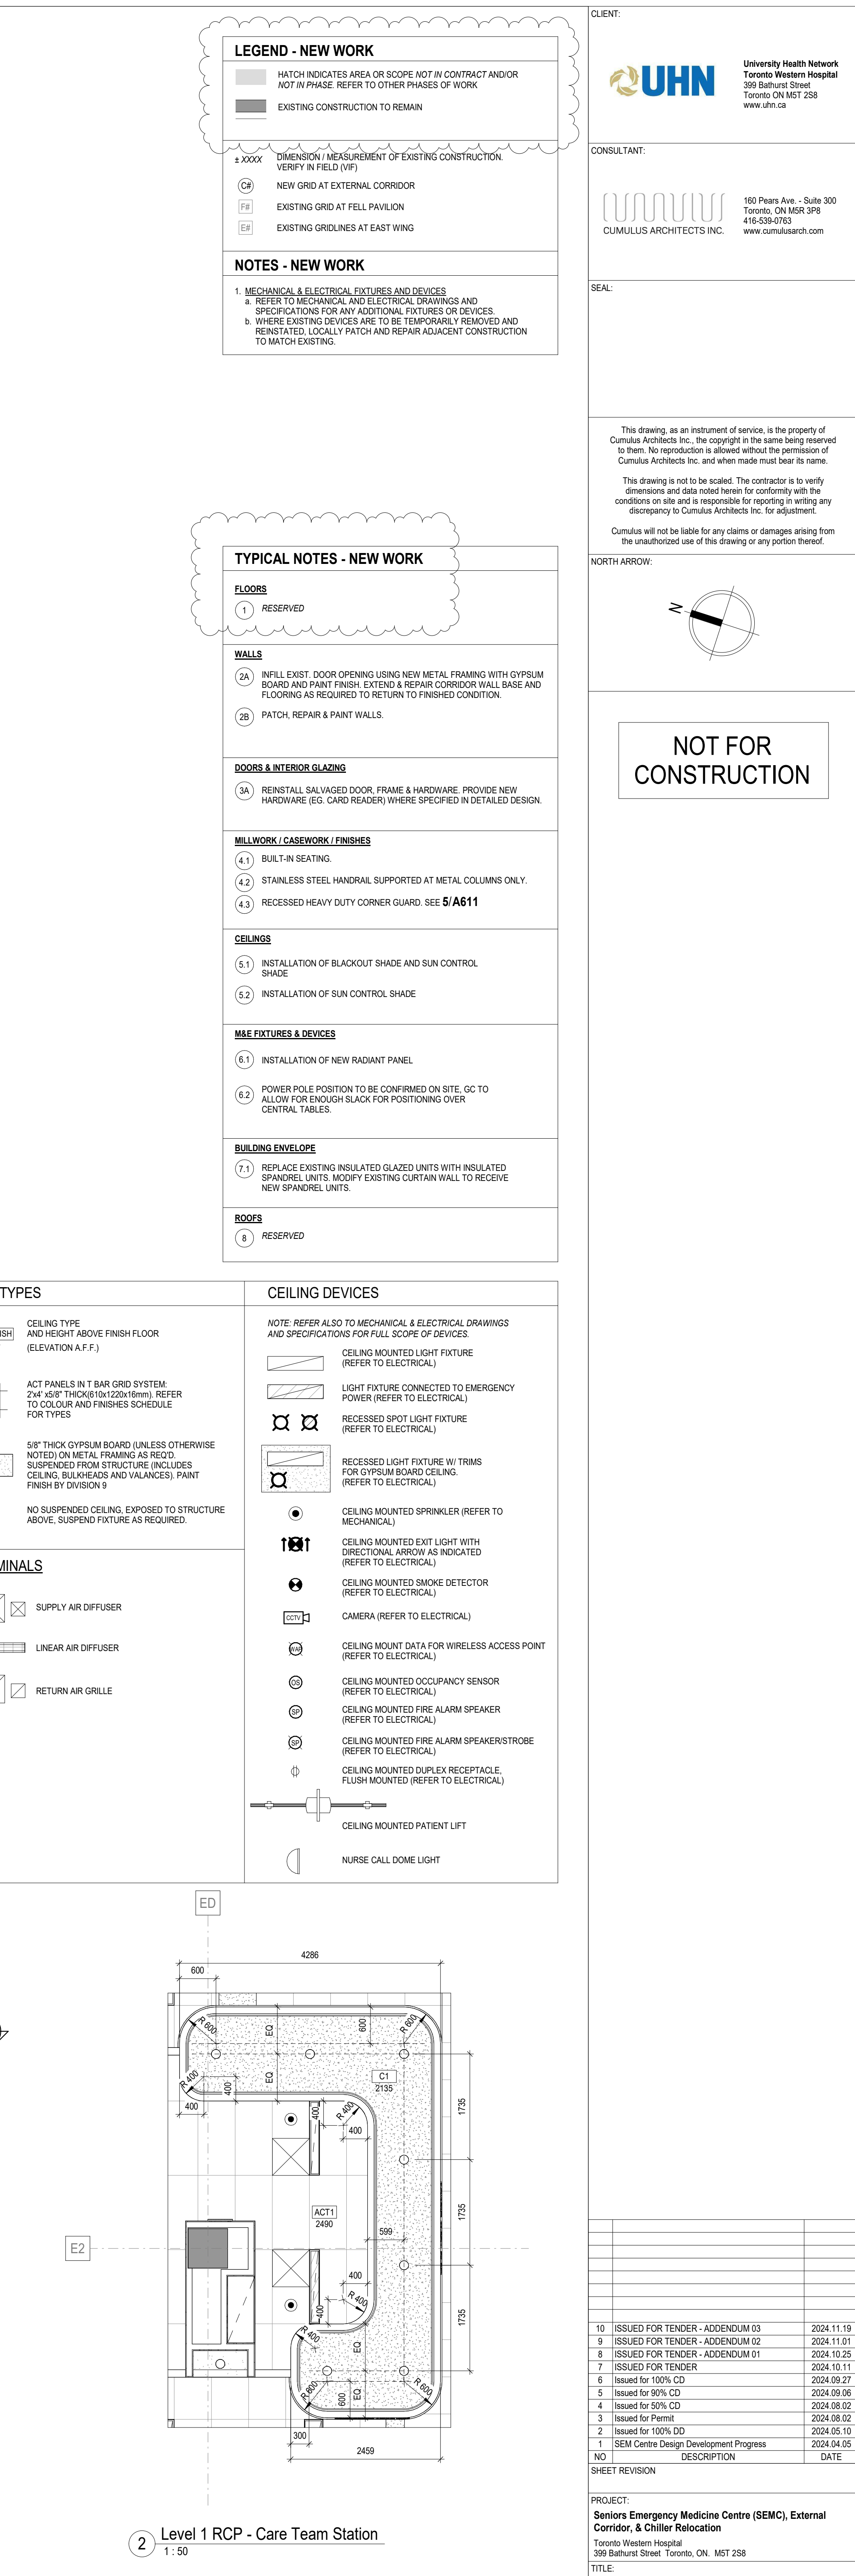 LEGEND - NEW WORK
HATCH INDICATES AREA OR SCOPE NOT IN CONTRACT AND/OR
NOT IN PHASE. REFER TO OTHER PHASES OF WORK
EXISTING CONSTRUCTION TO REMAIN
± XXXX DIMENSION / MEASUREMENT OF EXISTING CONSTRUCTION.
VERIFY IN FIELD (VIF)
C# NEW GRID AT EXTERNAL CORRIDOR
F# EXISTING GRID AT FELL PAVILION
E# EXISTING GRIDLINES AT EAST WING
NOTES - NEW WORK
1. MECHANICAL & ELECTRICAL FIXTURES AND DEVICES
a. REFER TO MECHANICAL AND ELECTRICAL DRAWINGS AND
SPECIFICATIONS FOR ANY ADDITIONAL FIXTURES OR DEVICES.
b. WHERE EXISTING DEVICES ARE TO BE TEMPORARILY REMOVED AND
REINSTATED, LOCALLY PATCH AND REPAIR ADJACENT CONSTRUCTION
TO MATCH EXISTING.
TYPICAL NOTES - NEW WORK
FLOORS
1 RESERVED
WALLS
2A INFILL EXIST. DOOR OPENING USING NEW METAL FRAMING WITH GYPSUM
BOARD AND PAINT FINISH. EXTEND & REPAIR CORRIDOR WALL BASE AND
FLOORING AS REQUIRED TO RETURN TO FINISHED CONDITION.
2B PATCH, REPAIR & PAINT WALLS.
DOORS & INTERIOR GLAZING
3A REINSTALL SALVAGED DOOR, FRAME & HARDWARE. PROVIDE NEW
HARDWARE (EG. CARD READER) WHERE SPECIFIED IN DETAILED DESIGN.
MILLWORK / CASEWORK / FINISHES
4.1 BUILT-IN SEATING.
4.2 STAINLESS STEEL HANDRAIL SUPPORTED AT METAL COLUMNS ONLY.
4.3 RECESSED HEAVY DUTY CORNER GUARD. SEE 5/A611
CEILINGS
5.1 INSTALLATION OF BLACKOUT SHADE AND SUN CONTROL
SHADE
5.2 INSTALLATION OF SUN CONTROL SHADE
M&E FIXTURES & DEVICES
6.1 INSTALLATION OF NEW RADIANT PANEL
6.2 POWER POLE POSITION TO BE CONFIRMED ON SITE, GC TO
ALLOW FOR ENOUGH SLACK FOR POSITIONING OVER
CENTRAL TABLES.
BUILDING ENVELOPE
7.1 REPLACE EXISTING INSULATED GLAZED UNITS WITH INSULATED
SPANDREL UNITS. MODIFY EXISTING CURTAIN WALL TO RECEIVE
NEW SPANDREL UNITS.
ROOFS
8 RESERVED
TYPES
ISH CEILING TYPE
AND HEIGHT ABOVE FINISH FLOOR
(ELEVATION A.F.F.)
ACT PANELS IN T BAR GRID SYSTEM:
2'x4' x5/8" THICK(610x1220x16mm). REFER
TO COLOUR AND FINISHES SCHEDULE
FOR TYPES
5/8" THICK GYPSUM BOARD (UNLESS OTHERWISE
NOTED) ON METAL FRAMING AS REQ'D.
SUSPENDED FROM STRUCTURE (INCLUDES
CEILING, BULKHEADS AND VALANCES). PAINT
FINISH BY DIVISION 9
NO SUSPENDED CEILING, EXPOSED TO STRUCTURE
ABOVE, SUSPEND FIXTURE AS REQUIRED.
MINALS
SUPPLY AIR DIFFUSER
LINEAR AIR DIFFUSER
RETURN AIR GRILLE
CEILING DEVICES
NOTE: REFER ALSO TO MECHANICAL & ELECTRICAL DRAWINGS
AND SPECIFICATIONS FOR FULL SCOPE OF DEVICES.
CEILING MOUNTED LIGHT FIXTURE
(REFER TO ELECTRICAL)
LIGHT FIXTURE CONNECTED TO EMERGENCY
POWER (REFER TO ELECTRICAL)
RECESSED SPOT LIGHT FIXTURE
(REFER TO ELECTRICAL)
RECESSED LIGHT FIXTURE W/ TRIMS
FOR GYPSUM BOARD CEILING.
(REFER TO ELECTRICAL)
CEILING MOUNTED SPRINKLER (REFER TO
MECHANICAL)
CEILING MOUNTED EXIT LIGHT WITH
DIRECTIONAL ARROW AS INDICATED
(REFER TO ELECTRICAL)
CEILING MOUNTED SMOKE DETECTOR
(REFER TO ELECTRICAL)
CCTV CAMERA (REFER TO ELECTRICAL)
WAP CEILING MOUNT DATA FOR WIRELESS ACCESS POINT
(REFER TO ELECTRICAL)
OS CEILING MOUNTED OCCUPANCY SENSOR
(REFER TO ELECTRICAL)
SP CEILING MOUNTED FIRE ALARM SPEAKER
(REFER TO ELECTRICAL)
SP CEILING MOUNTED FIRE ALARM SPEAKER/STROBE
(REFER TO ELECTRICAL)
CEILING MOUNTED DUPLEX RECEPTACLE,
FLUSH MOUNTED (REFER TO ELECTRICAL)
CEILING MOUNTED PATIENT LIFT
NURSE CALL DOME LIGHT
ED
4286
600
R 600
EQ
600
R 600
EQ
C1
2135
R 400
400
400
400
R 400
400
1735
ACT1
2490
599
1735
E2
400
R 400
400
1735
R 400
EQ
EQ
R 600
600
R 600
300
2459
2 Level 1 RCP - Care Team Station
1 : 50
CLIENT:
UHN
University Health Network
Toronto Western Hospital
399 Bathurst Street
Toronto ON M5T 2S8
www.uhn.ca
CONSULTANT:
CUMULUS ARCHITECTS INC.
160 Pears Ave. - Suite 300
Toronto, ON M5R 3P8
416-539-0763
www.cumulusarch.com
SEAL:
This drawing, as an instrument of service, is the property of
Cumulus Architects Inc., the copyright in the same being reserved
to them. No reproduction is allowed without the permission of
Cumulus Architects Inc. and when made must bear its name.
This drawing is not to be scaled. The contractor is to verify
dimensions and data noted herein for conformity with the
conditions on site and is responsible for reporting in writing any
discrepancy to Cumulus Architects Inc. for adjustment.
Cumulus will not be liable for any claims or damages arising from
the unauthorized use of this drawing or any portion thereof.
NORTH ARROW:
N
NOT FOR
CONSTRUCTION
10 ISSUED FOR TENDER - ADDENDUM 03 2024.11.19
9 ISSUED FOR TENDER - ADDENDUM 02 2024.11.01
8 ISSUED FOR TENDER - ADDENDUM 01 2024.10.25
7 ISSUED FOR TENDER 2024.10.11
6 Issued for 100% CD 2024.09.27
5 Issued for 90% CD 2024.09.06
4 Issued for 50% CD 2024.08.02
3 Issued for Permit 2024.08.02
2 Issued for 100% DD 2024.05.10
1 SEM Centre Design Development Progress 2024.04.05
NO DESCRIPTION DATE
SHEET REVISION
PROJECT:
Seniors Emergency Medicine Centre (SEMC), External
Corridor, & Chiller Relocation
Toronto Western Hospital
399 Bathurst Street Toronto, ON. M5T 2S8
TITLE: